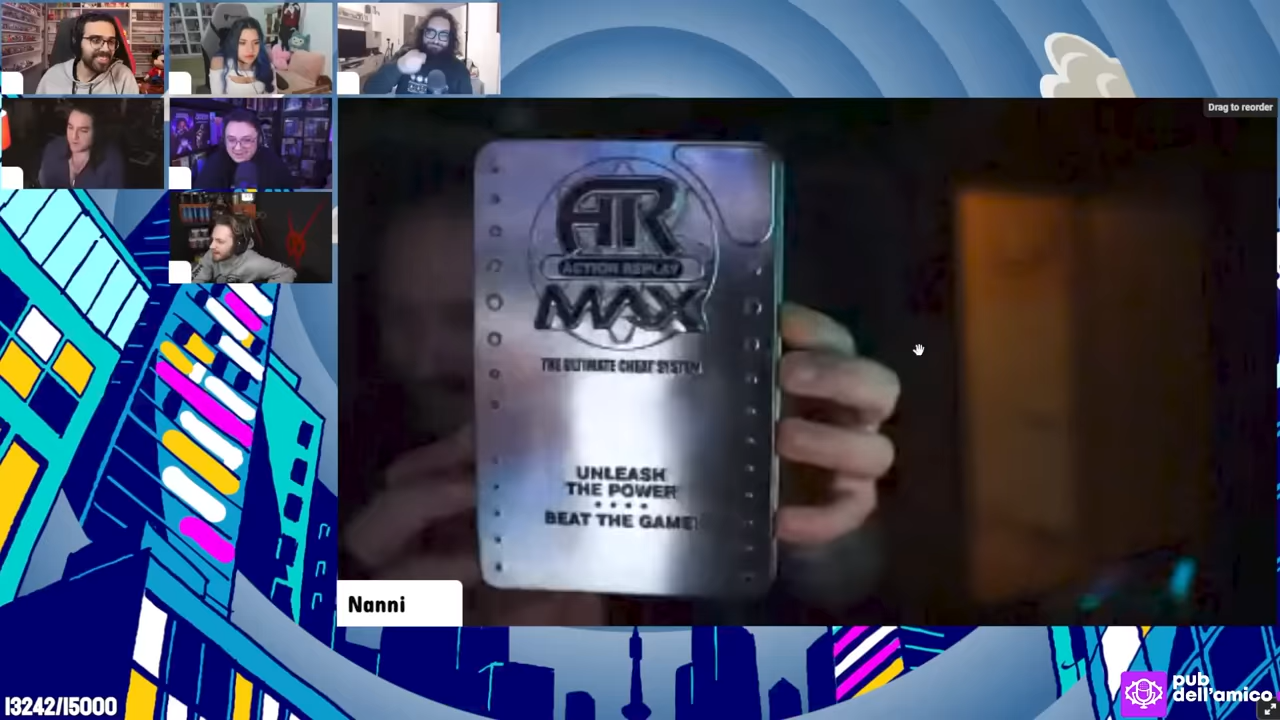 Drag to reorder
AR
ACTION REPLAY
MAX
THE ULTIMATE CHEAT SYSTEM
UNLEASH
THE POWER
BEAT THE GAME!
Nanni
13242/15000
pub
dell'amico